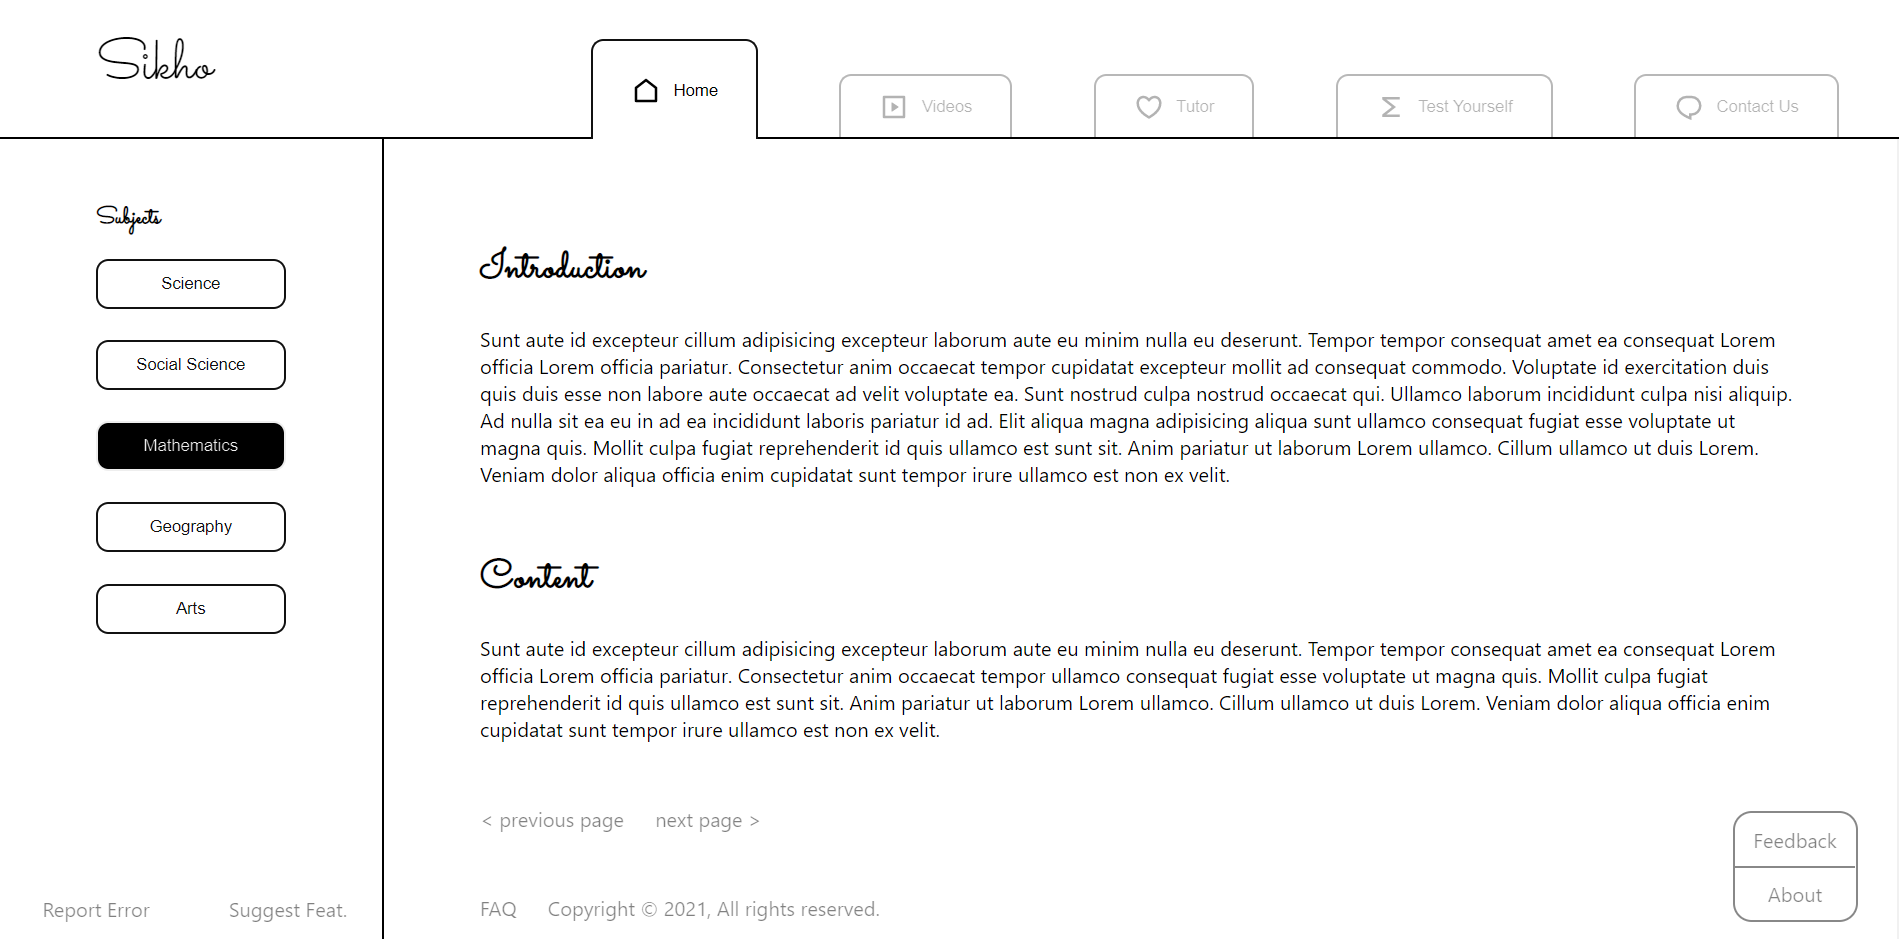 Sikho
Home
Videos
Tutor
Test Yourself
Contact Us
Subjects
Science
Social Science
Mathematics
Geography
Arts
Report Error
Suggest Feat.
Introduction
Sunt aute id excepteur cillum adipisicing excepteur laborum aute eu minim nulla eu deserunt. Tempor tempor consequat amet ea consequat Lorem
officia Lorem officia pariatur. Consectetur anim occaecat tempor cupidatat excepteur mollit ad consequat commodo. Voluptate id exercitation duis
quis duis esse non labore aute occaecat ad velit voluptate ea. Sunt nostrud culpa nostrud occaecat qui. Ullamco laborum incididunt culpa nisi aliquip.
Ad nulla sit ea eu in ad ea incididunt laboris pariatur id ad. Elit aliqua magna adipisicing aliqua sunt ullamco consequat fugiat esse voluptate ut
magna quis. Mollit culpa fugiat reprehenderit id quis ullamco est sunt sit. Anim pariatur ut laborum Lorem ullamco. Cillum ullamco ut duis Lorem.
Veniam dolor aliqua officia enim cupidatat sunt tempor irure ullamco est non ex velit.
Content
Sunt aute id excepteur cillum adipisicing excepteur laborum aute eu minim nulla eu deserunt. Tempor tempor consequat amet ea consequat Lorem
officia Lorem officia pariatur. Consectetur anim occaecat tempor ullamco consequat fugiat esse voluptate ut magna quis. Mollit culpa fugiat
reprehenderit id quis ullamco est sunt sit. Anim pariatur ut laborum Lorem ullamco. Cillum ullamco ut duis Lorem. Veniam dolor aliqua officia enim
cupidatat sunt tempor irure ullamco est non ex velit.
< previous page
next page >
FAQ
Copyright © 2021, All rights reserved.
Feedback
About